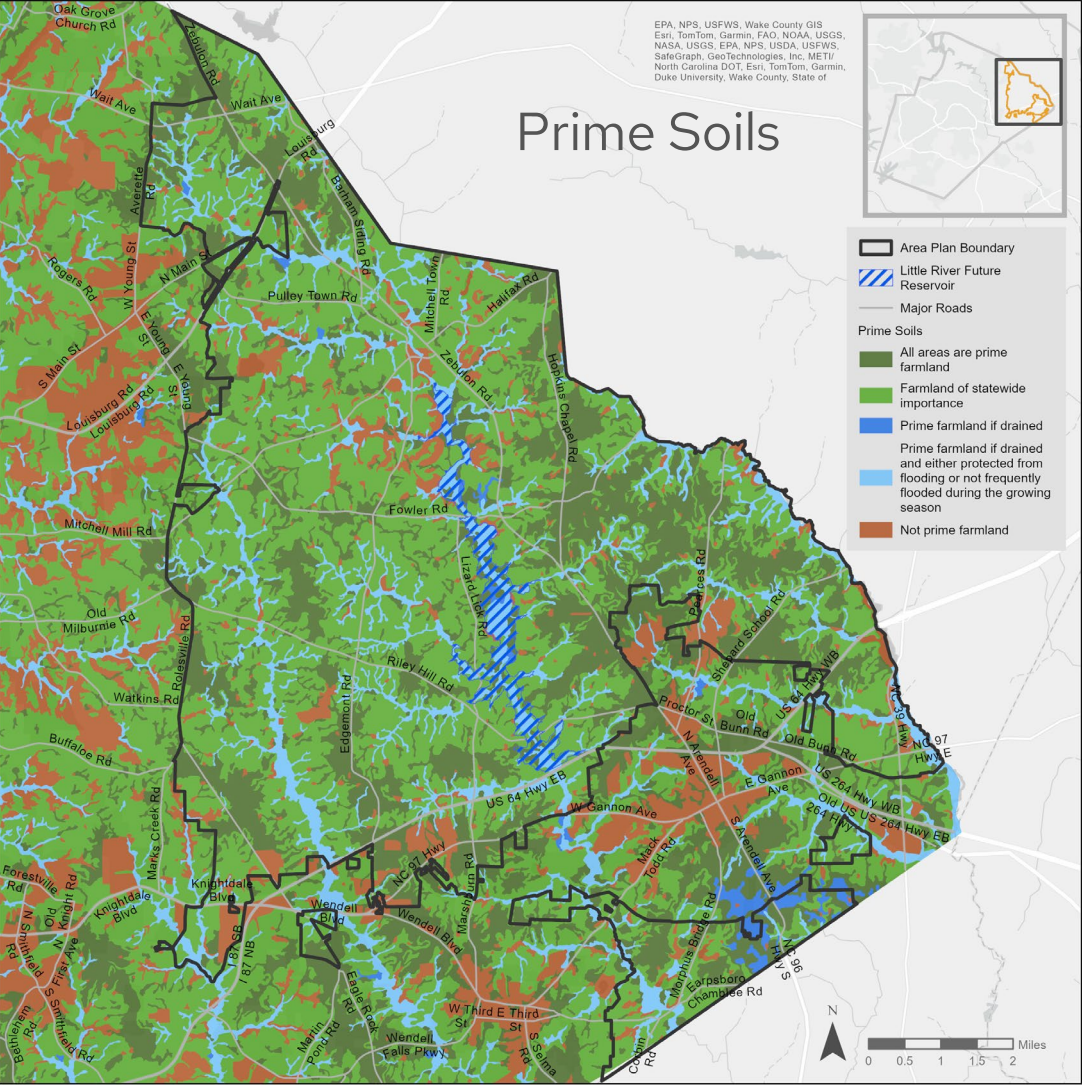 Oak Grove
Church Rd
Zebulon Rd
EPA, NPS, USFWS, Wake County GIS
Esri, TomTom, Garmin, FAO, NOAA, USGS,
NASA, USGS, EPA, NPS, USDA, USFWS,
SafeGraph, GeoTechnologies, Inc, METI/
North Carolina DOT, Esri, TomTom, Garmin,
Duke University, Wake County, State of
Prime Soils
Wait Ave
Wait Ave
Louisburg
Rd
Averette
Rd
Barham Siding Rd
Area Plan Boundary
Little River Future
Reservoir
Major Roads
Prime Soils
All areas are prime
farmland
Farmland of statewide
importance
Prime farmland if drained
Prime farmland if drained
and either protected from
flooding or not frequently
flooded during the growing
season
Not prime farmland
Rogers Rd
W Young St
N Main St
Pulley Town Rd
Mitchell Town
Rd
Halifax Rd
S Main St
E Young
St
E Young
St
Zebulon Rd
Hopkins Chapel Rd
Louisburg Rd
Louisburg Rd
Mitchell Mill Rd
Fowler Rd
Lizard Lick Rd
Pearces Rd
Old
Milburnie Rd
Rolesville Rd
Shepard School Rd
Riley Hill Rd
Watkins Rd
Edgemont Rd
US 64 Hwy WB
NC 39 Hwy
Proctor St
Old
Bunn Rd
Old Bunn Rd
NC 97
Hwy E
Buffaloe Rd
N Arendell
Ave
US 64 Hwy EB
E Gannon
Ave
US 264 Hwy WB
Old US
264 Hwy
US 264 Hwy EB
W Gannon Ave
Marks Creek Rd
NC 97 Hwy
Mack
Todd Rd
S Arendell Ave
Forestville
Rd
Old
Knight Rd
Knightdale
Blvd
Knightdale
Blvd
Wendell
Blvd
Wendell Blvd
Marshburn Rd
N Smithfield
Rd
N First Ave
I 87 SB
I 87 NB
Morphus Bridge Rd
NC 96
Hwy S
Earpsboro
Chamblee Rd
Eagle Rock
Rd
S Smithfield Rd
Bethlehem
Rd
Martin
Pond Rd
W Third
St
E Third
St
Wendell
Falls Pkwy
S Selma
Rd
Corbin
Rd
N
Miles
0 0.5 1 1.5 2